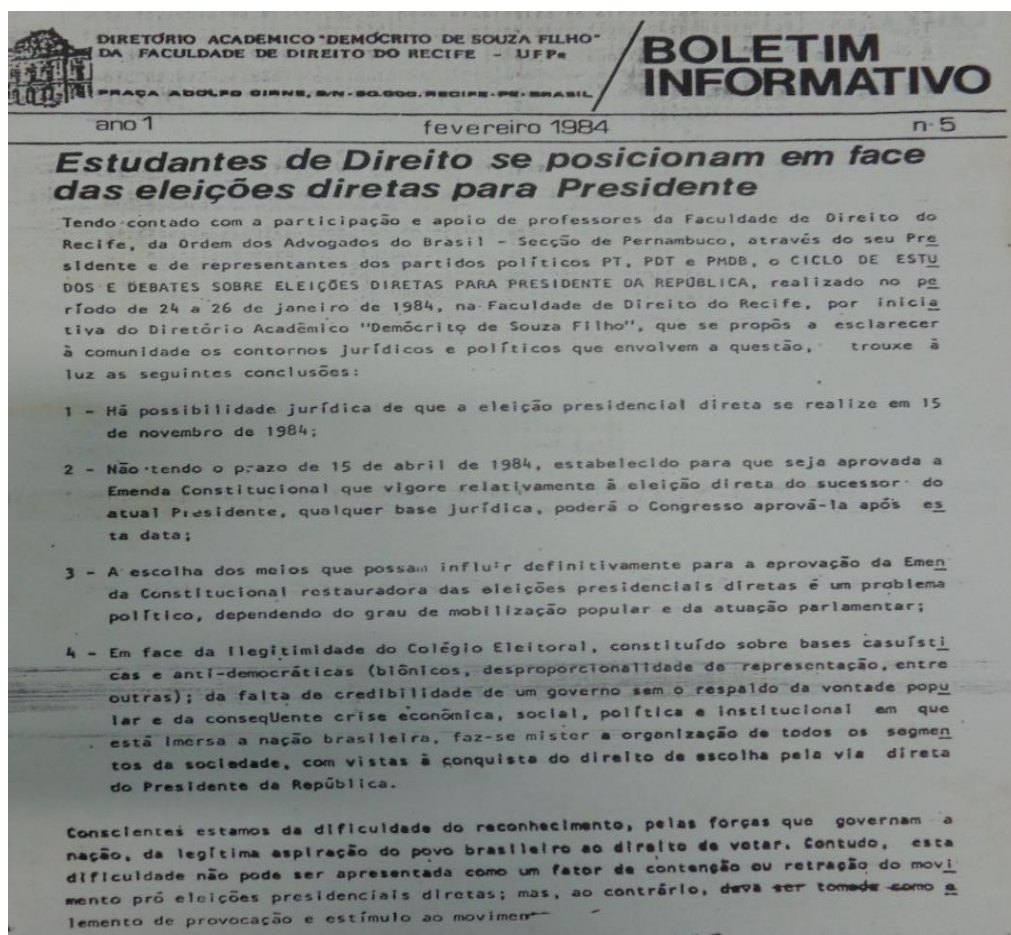 DIRETÓRIO ACADEMICO "DEMÓCRITO DE SOUZA FILHO"
DA FACULDADE DE DIREITO DO RECIFE - UFPe
PRAÇA ADOLFO CIRNE, S/N - 50.000. RECIFE - PE - BRASIL
BOLETIM
INFORMATIVO
ano 1 fevereiro 1984 nº 5
Estudantes de Direito se posicionam em face
das eleições diretas para Presidente
Tendo contado com a participação e apoio de professores da Faculdade de Direito do
Recife, da Ordem dos Advogados do Brasil - Secção de Pernambuco, através do seu Pre
sidente e de representantes dos partidos políticos PT, PDT e PMDB, o CICLO DE ESTU
DOS E DEBATES SOBRE ELEIÇÕES DIRETAS PARA PRESIDENTE DA REPÚBLICA, realizado no pe
ríodo de 24 a 26 de janeiro de 1984, na Faculdade de Direito do Recife, por inicia
tiva do Diretório Acadêmico "Demócrito de Souza Filho", que se propôs a esclarecer
à comunidade os contornos jurídicos e políticos que envolvem a questão, trouxe à
luz as seguintes conclusões:
1 - Há possibilidade jurídica de que a eleição presidencial direta se realize em 15
de novembro de 1984;
2 - Não tendo o prazo de 15 de abril de 1984, estabelecido para que seja aprovada a
Emenda Constitucional que vigore relativamente à eleição direta do sucessor do
atual Presidente, qualquer base jurídica, poderá o Congresso aprová-la após es
ta data;
3 - A escolha dos meios que possam influir definitivamente para a aprovação da Emen
da Constitucional restauradora das eleições presidenciais diretas é um problema
político, dependendo do grau de mobilização popular e da atuação parlamentar;
4 - Em face da ilegitimidade do Colégio Eleitoral, constituído sobre bases casuísti
cas e anti-democráticas (biônicos, desproporcionalidade de representação, entre
outras); da falta de credibilidade de um governo sem o respaldo da vontade popu
lar e da conseqüente crise econômica, social, política e institucional em que
está imersa a nação brasileira, faz-se mister a organização de todos os segmen
tos da sociedade, com vistas à conquista do direito de escolha pela via direta
do Presidente da República.
Conscientes estamos da dificuldade do reconhecimento, pelas forças que governam a
nação, da legítima aspiração do povo brasileiro ao direito de votar. Contudo, esta
dificuldade não pode ser apresentada como um fator de contenção ou retração do movi
mento pró eleições presidenciais diretas; mas, ao contrário, deva ser tomada como e
lemento de provocação e estímulo ao movimen